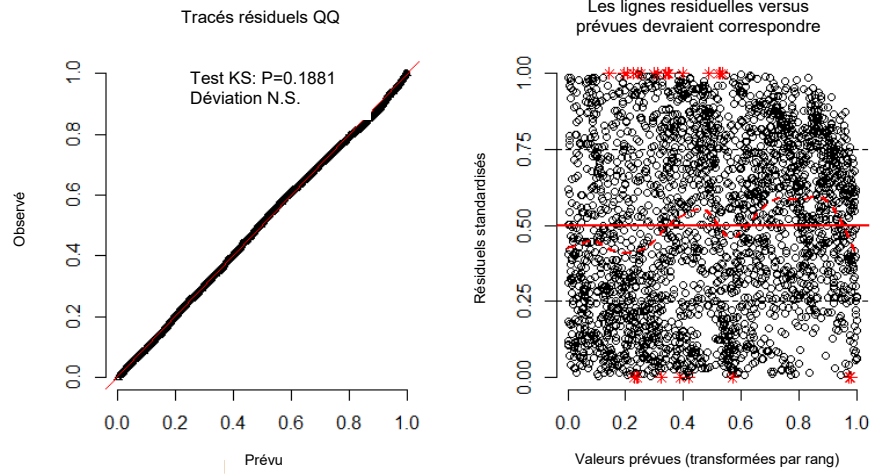 Tracés résiduels QQ
Test KS: P=0.1881
Déviation N.S.
Observé
1.0
0.8
0.6
0.4
0.2
0.0
0.0 0.2 0.4 0.6 0.8 1.0
Prévu
Les lignes residuelles versus
prévues devraient correspondre
Résiduels standardisés
1.00
0.75
0.50
0.25
0.00
0.0 0.2 0.4 0.6 0.8 1.0
Valeurs prévues (transformées par rang)